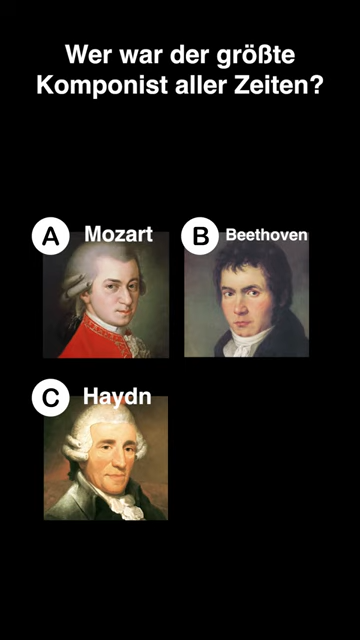 Wer war der größte
Komponist aller Zeiten?
A Mozart
B Beethoven
C Haydn